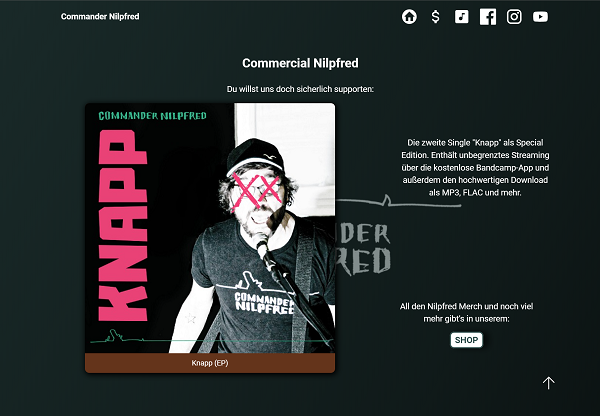 Commander Nilpfred
Commercial Nilpfred
Du willst uns doch sicherlich supporten:
COMMANDER NILPFRED
KNAPP
COMMANDER
NILPFRED
Knapp (EP)
DER
RED
Die zweite Single "Knapp" als Special
Edition. Enthält unbegrenztes Streaming
über die kostenlose Bandcamp-App und
außerdem den hochwertigen Download
als MP3, FLAC und mehr.
All den Nilpfred Merch und noch viel
mehr gibt's in unserem:
SHOP